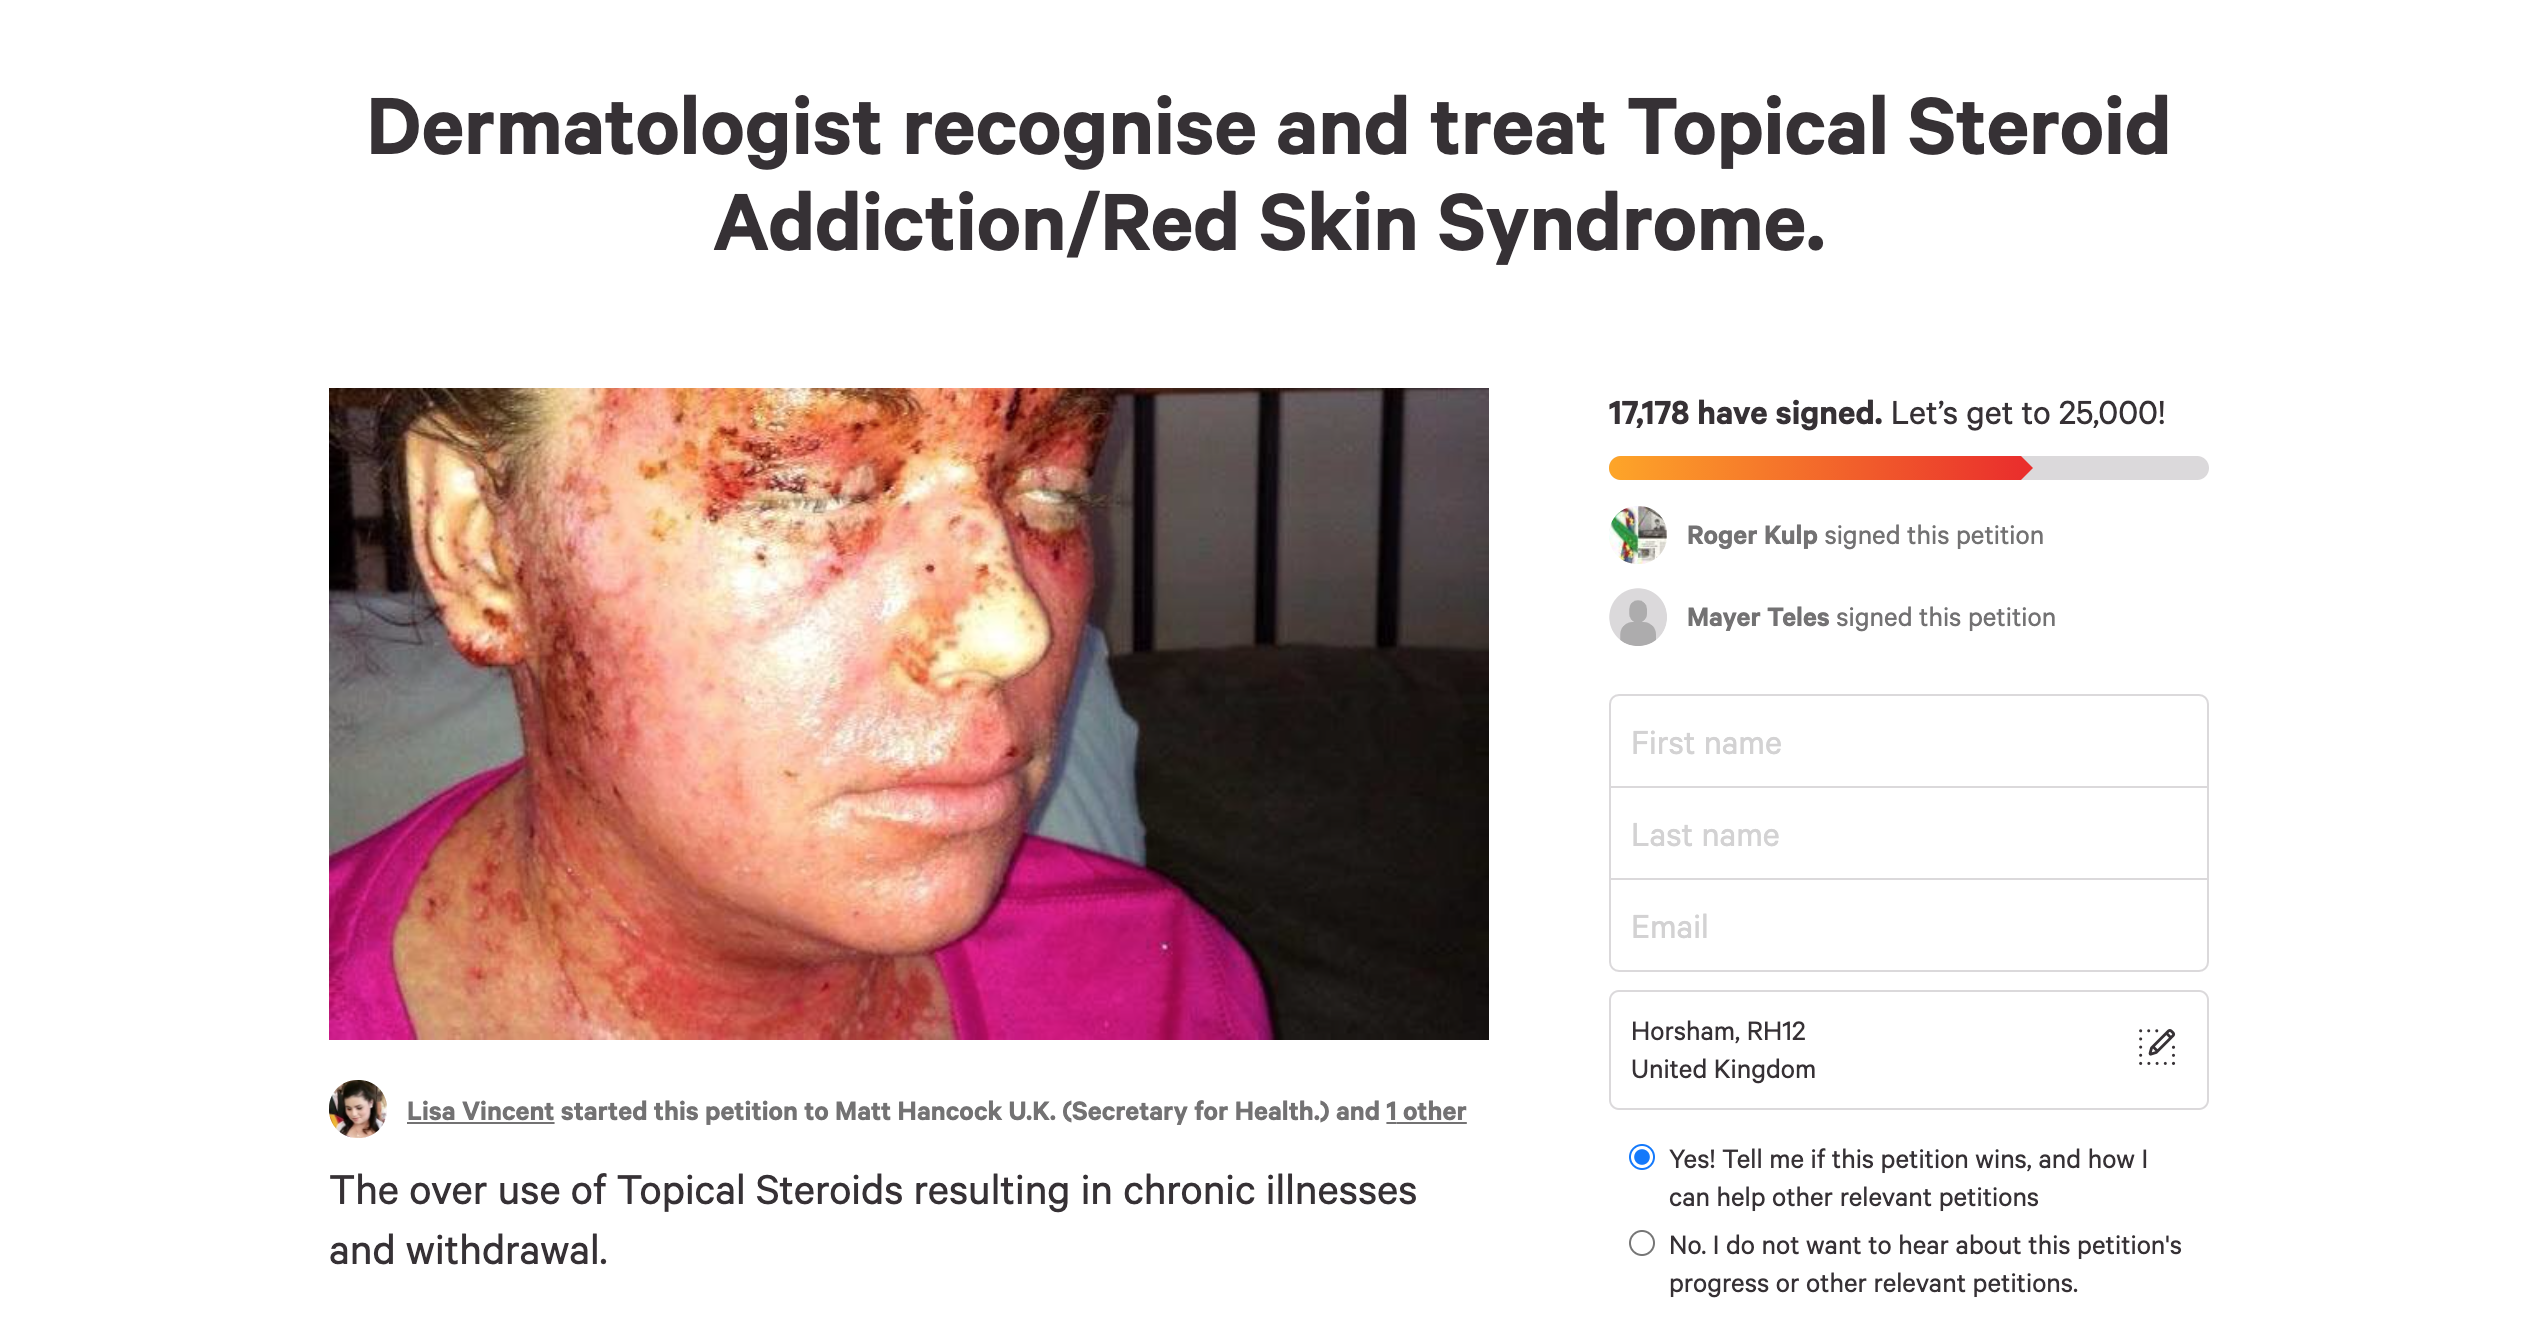 Dermatologist recognise and treat Topical Steroid
Addiction/Red Skin Syndrome.
17,178 have signed. Let's get to 25,000!
Roger Kulp signed this petition
Mayer Teles signed this petition
First name
Last name
Email
Horsham, RH12
United Kingdom
Yes! Tell me if this petition wins, and how I
can help other relevant petitions
No. I do not want to hear about this petition's
progress or other relevant petitions.
Lisa Vincent started this petition to Matt Hancock U.K. (Secretary for Health.) and 1 other
The over use of Topical Steroids resulting in chronic illnesses
and withdrawal.